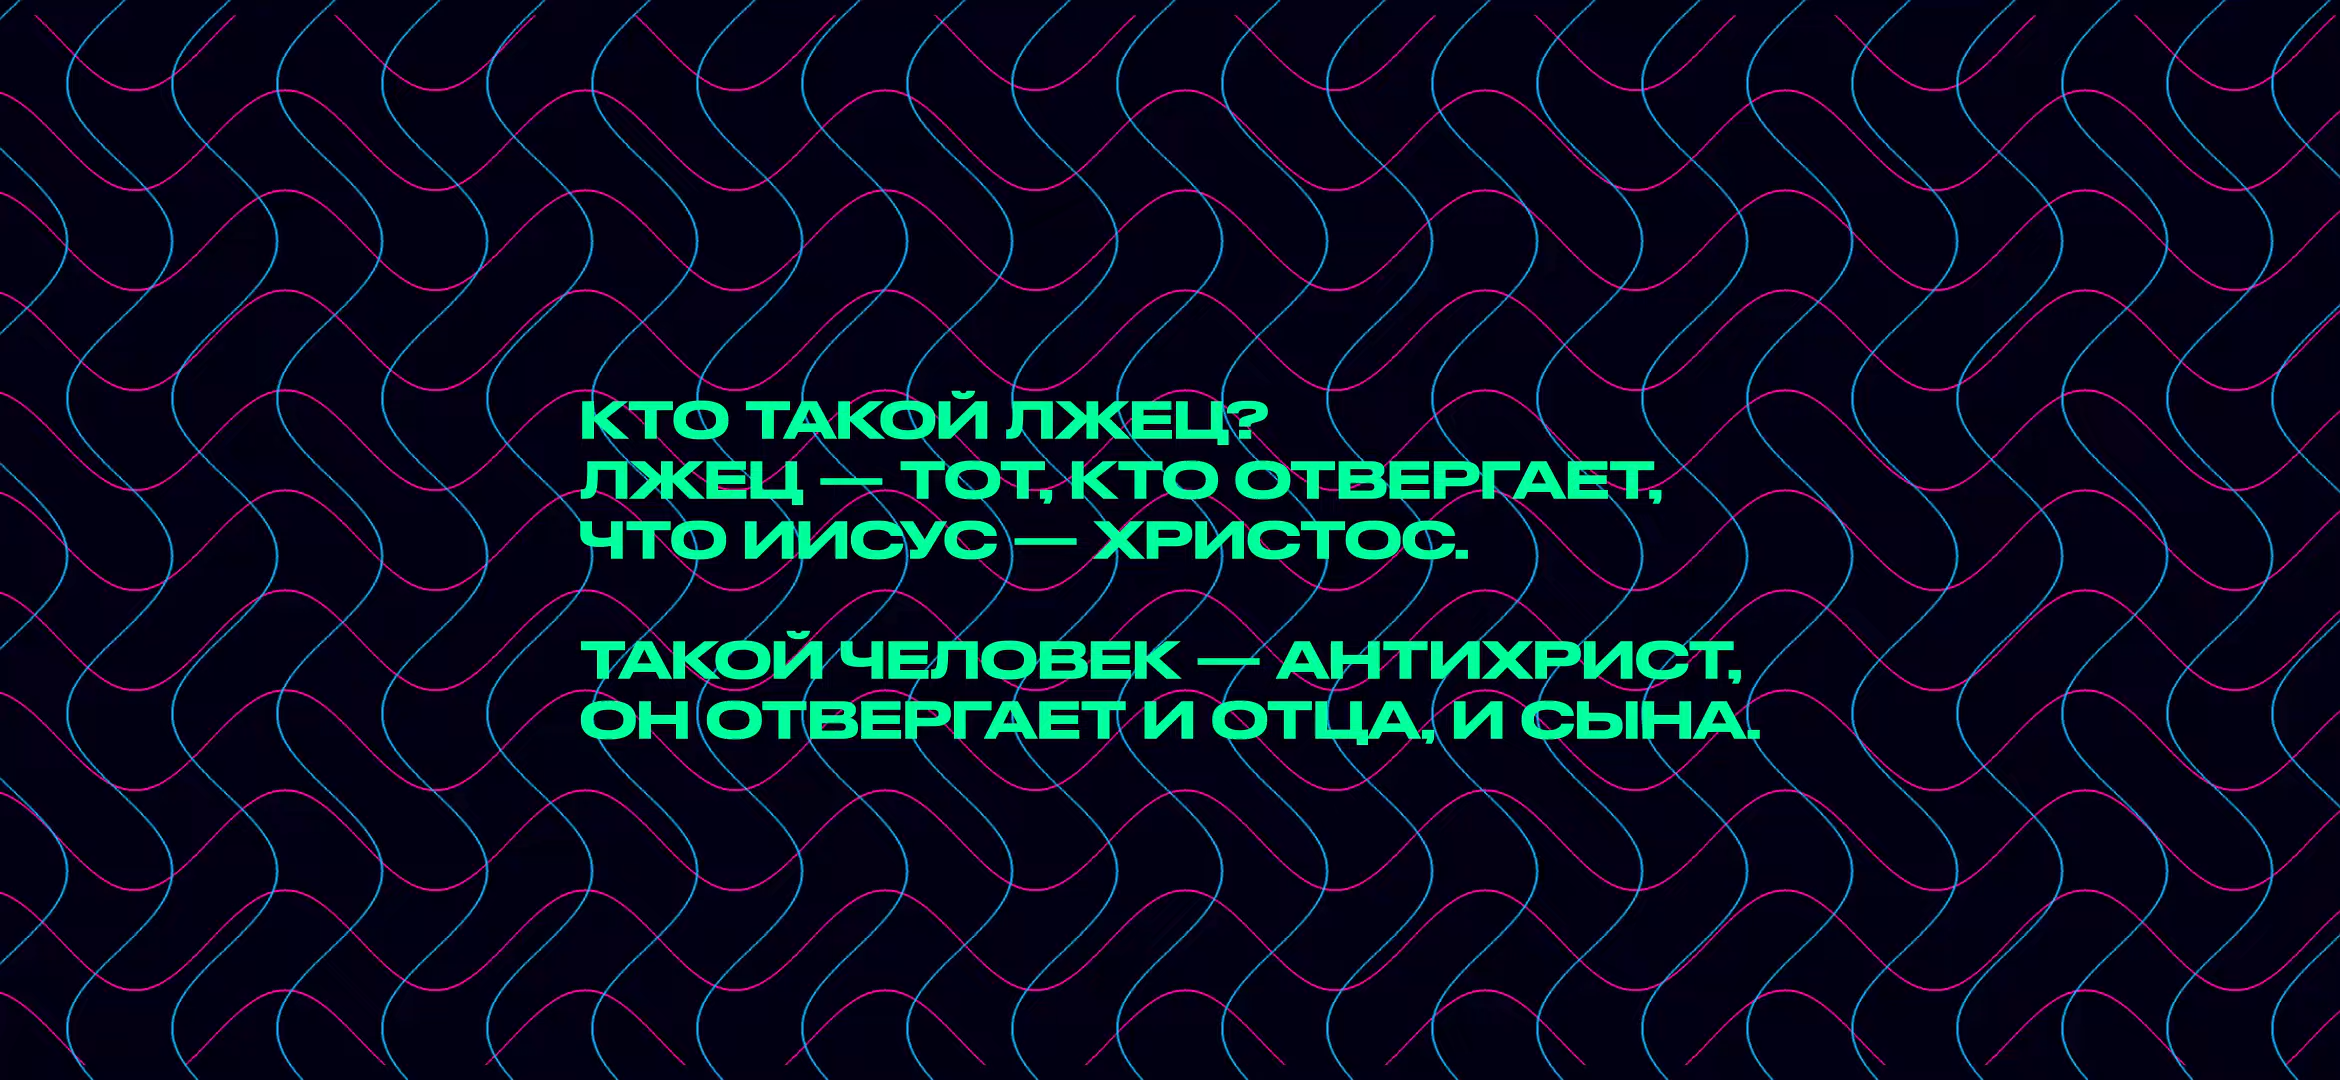 КТО ТАКОЙ ЛЖЕЦ?
ЛЖЕЦ — ТОТ, КТО ОТВЕРГАЕТ,
ЧТО ИИСУС — ХРИСТОС.
ТАКОЙ ЧЕЛОВЕК — АНТИХРИСТ,
ОН ОТВЕРГАЕТ И ОТЦА, И СЫНА.